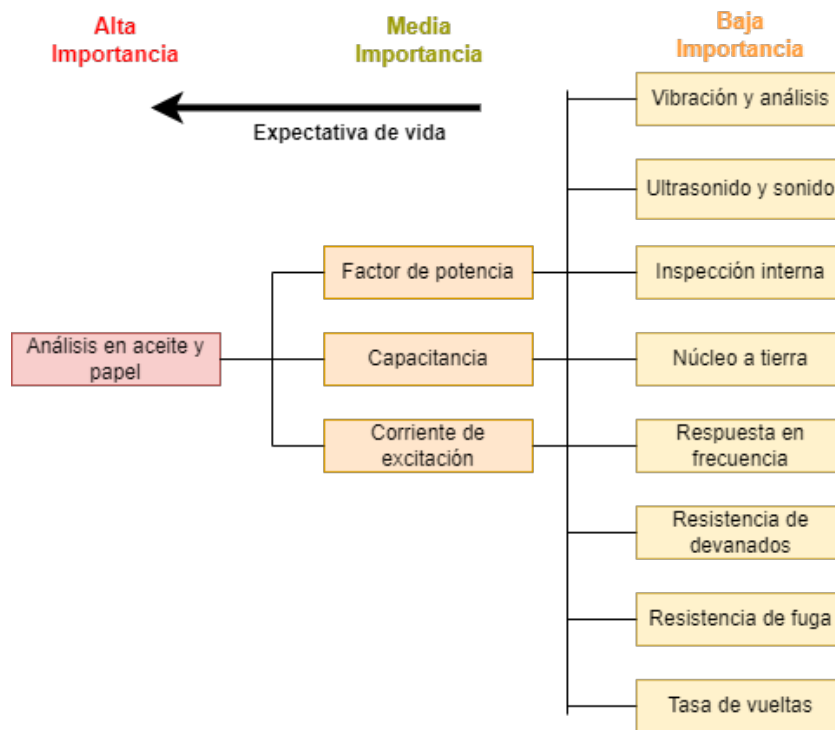 Alta
Importancia
Media
Importancia
Baja
Importancia
Expectativa de vida
Análisis en aceite y
papel
Factor de potencia
Capacitancia
Corriente de
excitación
Vibración y análisis
Ultrasonido y sonido
Inspección interna
Núcleo a tierra
Respuesta en
frecuencia
Resistencia de
devanados
Resistencia de fuga
Tasa de vueltas